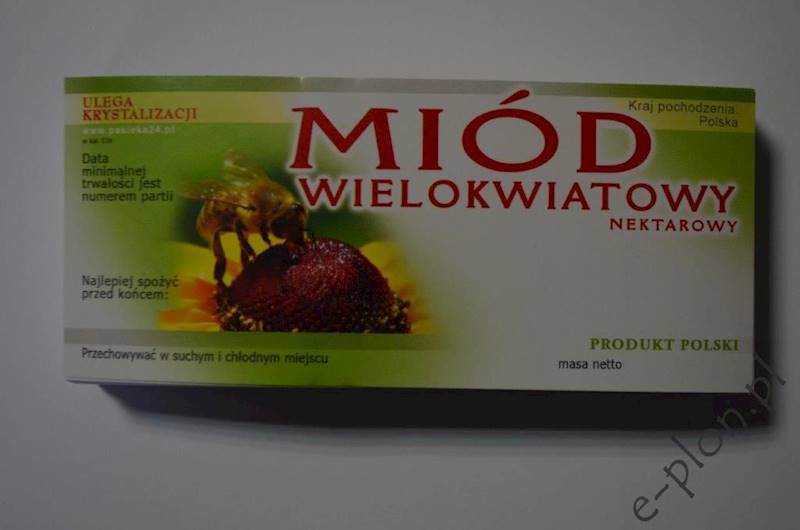 ULEGA
KRYSTALIZACJI
www.pasieka24.pl
Data
minimalnej
trwałości jest
numerem partii
Najlepiej spożyć
przed końcem:
Przechowywać w suchym i chłodnym miejscu
MIÓD
WIELOKWIATOWY
NEKTAROWY
Kraj pochodzenia.
Polska
PRODUKT POLSKI
masa netto
e-plon.pl